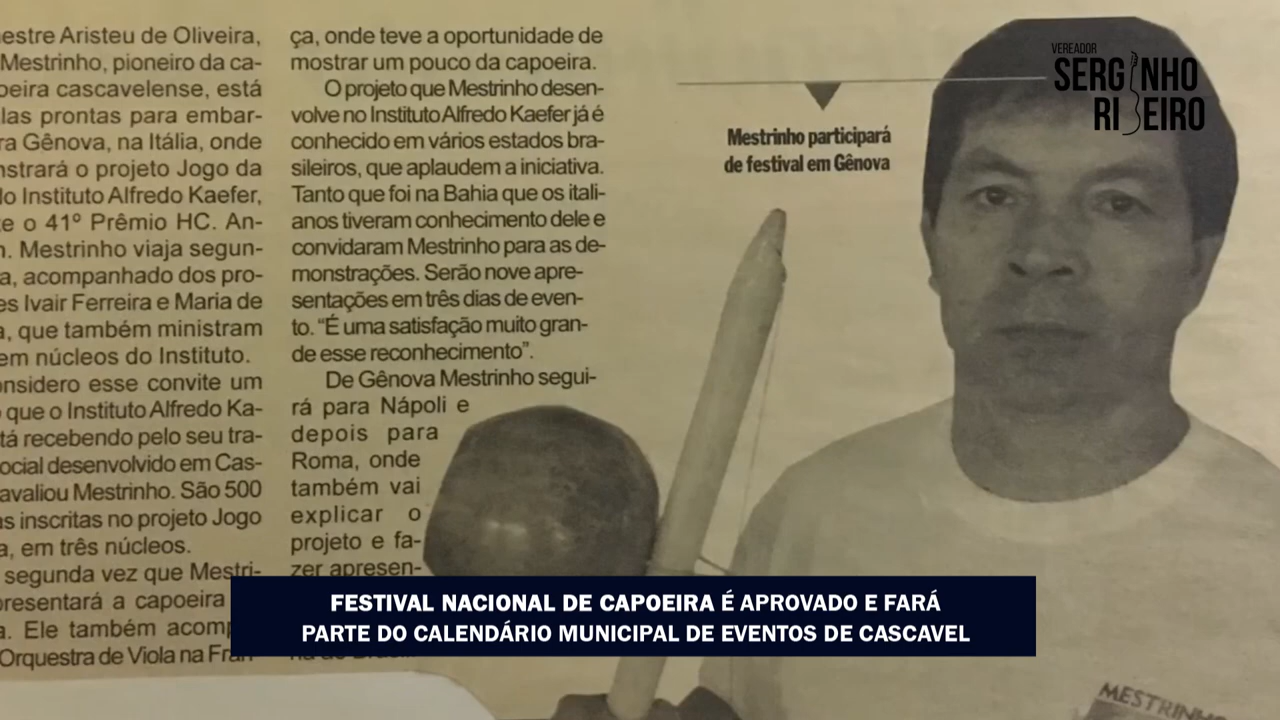 estre Aristeu de Oliveira,
Mestrinho, pioneiro da ca-
oeira cascavelense, está
las prontas para embar-
ra Gênova, na Itália, onde
nstrará o projeto Jogo da
do Instituto Alfredo Kaefer,
te o 41º Prêmio HC. An-
n. Mestrinho viaja segun-
a, acompanhado dos pro-
es Ivair Ferreira e Maria de
a, que também ministram
em núcleos do Instituto.
onsidero esse convite um
o que o Instituto Alfredo Ka-
tá recebendo pelo seu tra-
ocial desenvolvido em Cas-
avaliou Mestrinho. São 500
as inscritas no projeto Jogo
a, em três núcleos.
segunda vez que Mestri-
presentará a capoeira
a. Ele também acomp
Orquestra de Viola na Fran-
ça, onde teve a oportunidade de
mostrar um pouco da capoeira.
O projeto que Mestrinho desen-
volve no Instituto Alfredo Kaefer já é
conhecido em vários estados bra-
sileiros, que aplaudem a iniciativa.
Tanto que foi na Bahia que os itali-
anos tiveram conhecimento dele e
convidaram Mestrinho para as de-
monstrações. Serão nove apre-
sentações em três dias de even-
to. “É uma satisfação muito gran-
de esse reconhecimento”.
De Gênova Mestrinho segui-
rá para Nápoli e
depois para
Roma, onde
também vai
explicar o
projeto e fa-
zer apresen-
Mestrinho participará
de festival em Gênova
VEREADOR
SERGINHO
RIBEIRO
MESTRINH
FESTIVAL NACIONAL DE CAPOEIRA É APROVADO E FARÁ
PARTE DO CALENDÁRIO MUNICIPAL DE EVENTOS DE CASCAVEL